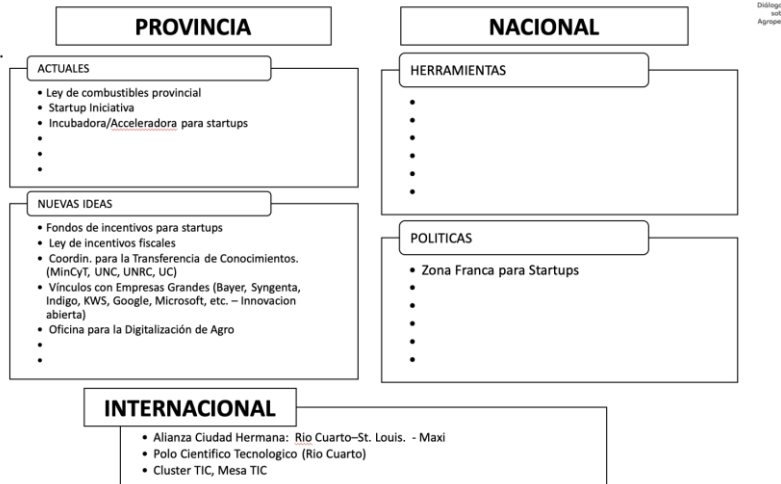 Diálogo
sob
Agrope
PROVINCIA
ACTUALES
• Ley de combustibles provincial
• Startup Iniciativa
• Incubadora/Acceleradora para startups
•
•
•
NUEVAS IDEAS
• Fondos de incentivos para startups
• Ley de incentivos fiscales
• Coordin. para la Transferencia de Conocimientos.
(MinCyT, UNC, UNRC, UC)
• Vínculos con Empresas Grandes (Bayer, Syngenta,
Indigo, KWS, Google, Microsoft, etc. – Innovacion
abierta)
• Oficina para la Digitalización de Agro
•
•
NACIONAL
HERRAMIENTAS
•
•
•
•
•
•
POLITICAS
• Zona Franca para Startups
•
•
•
•
•
INTERNACIONAL
• Alianza Ciudad Hermana: Rio Cuarto–St. Louis. - Maxi
• Polo Cientifico Tecnologico (Rio Cuarto)
• Cluster TIC, Mesa TIC